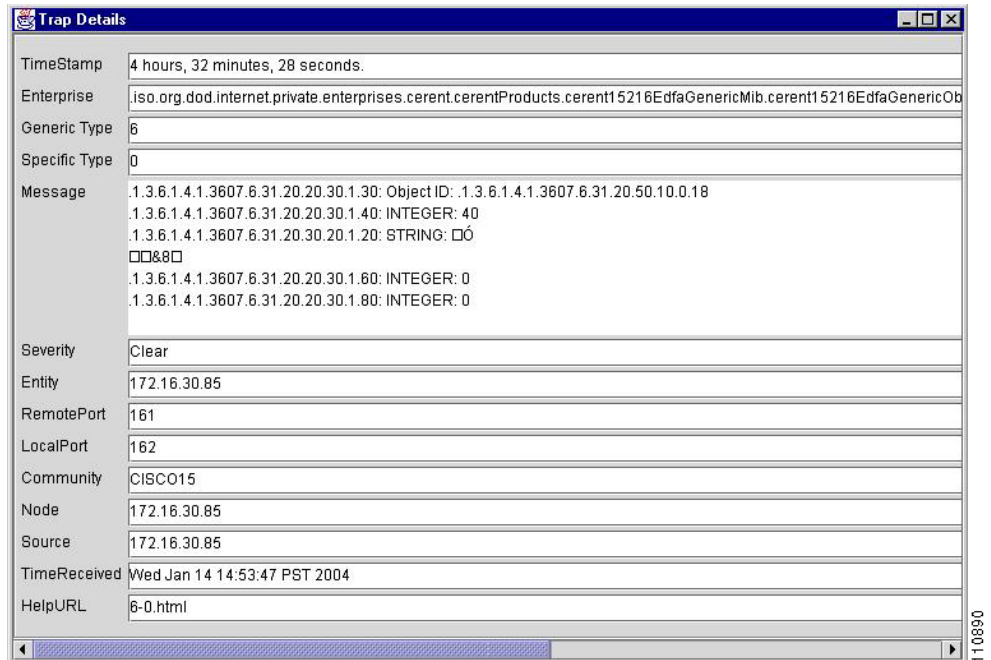 Trap Details
TimeStamp 4 hours, 32 minutes, 28 seconds.
Enterprise .iso.org.dod.internet.private.enterprises.cerent.cerentProducts.cerent15216EdfaGenericMib.cerent15216EdfaGenericOb
Generic Type 6
Specific Type 0
Message .1.3.6.1.4.1.3607.6.31.20.20.30.1.30: Object ID: .1.3.6.1.4.1.3607.6.31.20.50.10.0.18
.1.3.6.1.4.1.3607.6.31.20.20.30.1.40: INTEGER: 40
.1.3.6.1.4.1.3607.6.31.20.30.20.1.20: STRING: □Ó
□□&8□
.1.3.6.1.4.1.3607.6.31.20.20.30.1.60: INTEGER: 0
.1.3.6.1.4.1.3607.6.31.20.20.30.1.80: INTEGER: 0
Severity Clear
Entity 172.16.30.85
RemotePort 161
LocalPort 162
Community CISCO15
Node 172.16.30.85
Source 172.16.30.85
TimeReceived Wed Jan 14 14:53:47 PST 2004
HelpURL 6-0.html
110890